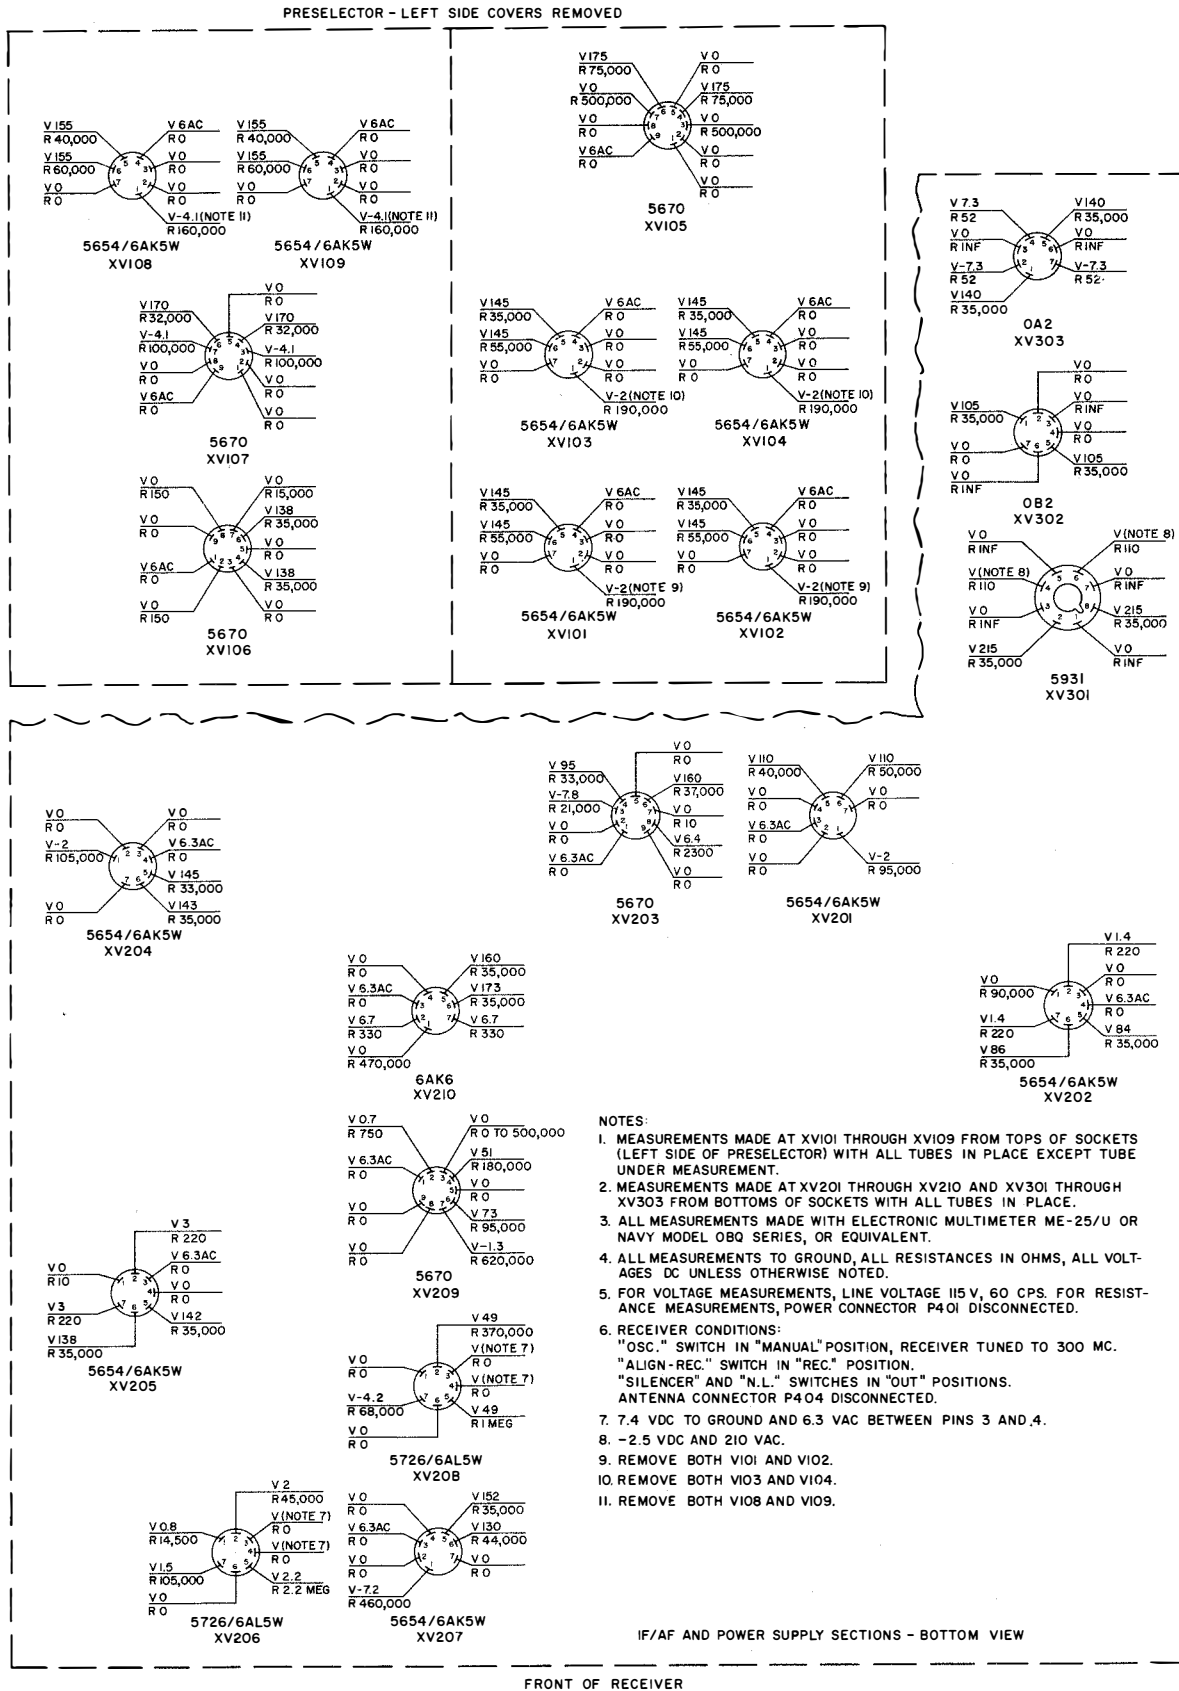 PRESELECTOR - LEFT SIDE COVERS REMOVED
V 155
R 40,000
V 155
R 60,000
V 0
R 0
V 6AC
R 0
V 0
R 0
V 0
R 0
V-4.1(NOTE 11)
R 160,000
5654/6AK5W
XV108
V 155
R 40,000
V 155
R 60,000
V 0
R 0
V 6AC
R 0
V 0
R 0
V 0
R 0
V-4.1(NOTE 11)
R 160,000
5654/6AK5W
XV109
V 175
R 75,000
V 0
R 500,000
V 0
R 0
V 6AC
R 0
V 0
R 0
V 175
R 75,000
V 0
R 500,000
V 0
R 0
V 0
R 0
5670
XV105
V 170
R 32,000
V-4.1
R 100,000
V 0
R 0
V 6AC
R 0
V 0
R 0
V 170
R 32,000
V-4.1
R 100,000
V 0
R 0
V 0
R 0
5670
XV107
V 145
R 35,000
V 145
R 55,000
V 0
R 0
V 6AC
R 0
V 0
R 0
V 0
R 0
V-2(NOTE 10)
R 190,000
5654/6AK5W
XV103
V 145
R 35,000
V 145
R 55,000
V 0
R 0
V 6AC
R 0
V 0
R 0
V 0
R 0
V-2(NOTE 10)
R 190,000
5654/6AK5W
XV104
V 0
R 150
V 0
R 0
V 6AC
R 0
V 0
R 150
V 0
R 15,000
V 138
R 35,000
V 0
R 0
V 138
R 35,000
V 0
R 0
5670
XV106
V 145
R 35,000
V 145
R 55,000
V 0
R 0
V 6AC
R 0
V 0
R 0
V 0
R 0
V-2(NOTE 9)
R 190,000
5654/6AK5W
XV101
V 145
R 35,000
V 145
R 55,000
V 0
R 0
V 6AC
R 0
V 0
R 0
V 0
R 0
V-2(NOTE 9)
R 190,000
5654/6AK5W
XV102
V 7.3
R 52
V 0
R INF
V-7.3
R 52
V 140
R 35,000
V 140
R 35,000
V 0
R INF
V-7.3
R 52
OA2
XV303
V 105
R 35,000
V 0
R 0
V 0
R INF
V 0
R 0
V 0
R INF
V 0
R 0
V 105
R 35,000
OB2
XV302
V 0
R INF
V (NOTE 8)
R 110
V 0
R INF
V 215
R 35,000
V (NOTE 8)
R 110
V 0
R INF
V 215
R 35,000
V 0
R INF
5931
XV301
V 0
R 0
V-2
R 105,000
V 0
R 0
V 0
R 0
V 6.3AC
R 0
V 145
R 33,000
V 143
R 35,000
5654/6AK5W
XV204
V 95
R 33,000
V-7.8
R 21,000
V 0
R 0
V 6.3AC
R 0
V 0
R 0
V 160
R 37,000
V 0
R 10
V 6.4
R 2300
V 0
R 0
5670
XV203
V 110
R 40,000
V 0
R 0
V 6.3AC
R 0
V 0
R 0
V 110
R 50,000
V 0
R 0
V-2
R 95,000
5654/6AK5W
XV201
V 0
R 0
V 6.3AC
R 0
V 6.7
R 330
V 0
R 470,000
V 160
R 35,000
V 173
R 35,000
V 6.7
R 330
6AK6
XV210
V 0
R 90,000
V 1.4
R 220
V 86
R 35,000
V 1.4
R 220
V 0
R 0
V 6.3AC
R 0
V 84
R 35,000
5654/6AK5W
XV202
V 0.7
R 750
V 6.3AC
R 0
V 0
R 0
V 0
R 0
V 0
R 0 TO 500,000
V 51
R 180,000
V 0
R 0
V 73
R 95,000
V-1.3
R 620,000
5670
XV209
V 0
R 10
V 3
R 220
V 138
R 35,000
V 3
R 220
V 6.3AC
R 0
V 0
R 0
V 142
R 35,000
5654/6AK5W
XV205
V 0
R 0
V-4.2
R 68,000
V 0
R 0
V 49
R 370,000
V (NOTE 7)
R 0
V (NOTE 7)
R 0
V 49
R 1 MEG
5726/6AL5W
XV208
V 0.8
R 14,500
V 1.5
R 105,000
V 0
R 0
V 2
R 45,000
V (NOTE 7)
R 0
V (NOTE 7)
R 0
V 2.2
R 2.2 MEG
5726/6AL5W
XV206
V 0
R 0
V 6.3AC
R 0
V 0
R 0
V-7.2
R 460,000
V 152
R 35,000
V 130
R 44,000
V 0
R 0
5654/6AK5W
XV207
NOTES:
1. MEASUREMENTS MADE AT XV101 THROUGH XV109 FROM TOPS OF SOCKETS
(LEFT SIDE OF PRESELECTOR) WITH ALL TUBES IN PLACE EXCEPT TUBE
UNDER MEASUREMENT.
2. MEASUREMENTS MADE AT XV201 THROUGH XV210 AND XV301 THROUGH
XV303 FROM BOTTOMS OF SOCKETS WITH ALL TUBES IN PLACE.
3. ALL MEASUREMENTS MADE WITH ELECTRONIC MULTIMETER ME-25/U OR
NAVY MODEL OBQ SERIES, OR EQUIVALENT.
4. ALL MEASUREMENTS TO GROUND, ALL RESISTANCES IN OHMS, ALL VOLT-
AGES DC UNLESS OTHERWISE NOTED.
5. FOR VOLTAGE MEASUREMENTS, LINE VOLTAGE 115 V, 60 CPS. FOR RESIST-
ANCE MEASUREMENTS, POWER CONNECTOR P401 DISCONNECTED.
6. RECEIVER CONDITIONS:
"OSC." SWITCH IN "MANUAL" POSITION, RECEIVER TUNED TO 300 MC.
"ALIGN-REC." SWITCH IN "REC." POSITION.
"SILENCER" AND "N.L." SWITCHES IN "OUT" POSITIONS.
ANTENNA CONNECTOR P404 DISCONNECTED.
7. 7.4 VDC TO GROUND AND 6.3 VAC BETWEEN PINS 3 AND 4.
8. -2.5 VDC AND 210 VAC.
9. REMOVE BOTH V101 AND V102.
10. REMOVE BOTH V103 AND V104.
11. REMOVE BOTH V108 AND V109.
IF/AF AND POWER SUPPLY SECTIONS - BOTTOM VIEW
FRONT OF RECEIVER